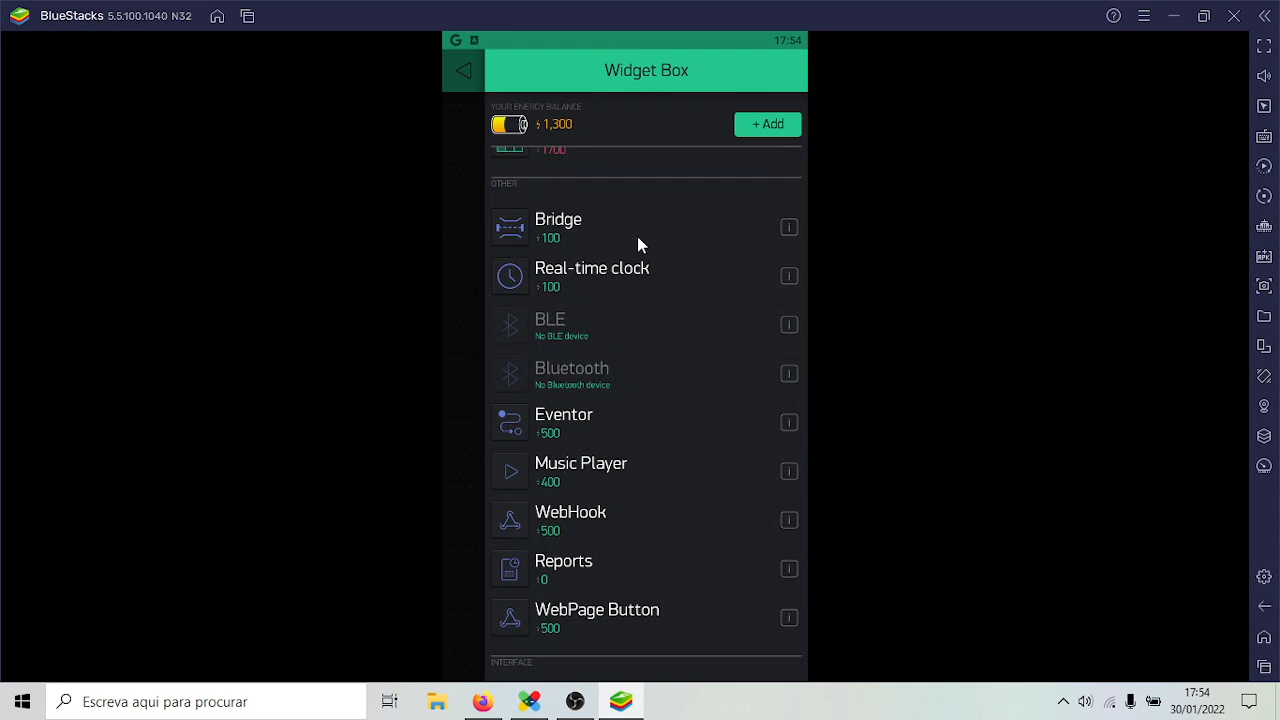 BlueStacks 5.5.100.1040 N32
17:54
Widget Box
YOUR ENERGY BALANCE
1,300
+ Add
1700
OTHER
Bridge
100
i
Real-time clock
100
i
BLE
No BLE device
i
Bluetooth
No Bluetooth device
i
Eventor
500
i
Music Player
400
i
WebHook
500
i
Reports
0
i
WebPage Button
500
i
INTERFACE
Escreva aqui para procurar
17:54
30/01/2022